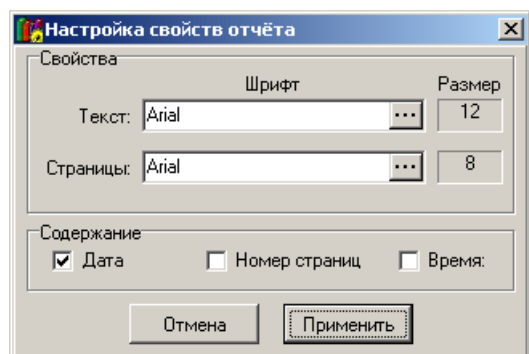 Настройка свойств отчёта
Свойства
Шрифт Размер
Текст: Arial ... 12
Страницы: Arial ... 8
Содержание
Дата Номер страниц Время:
Отмена Применить